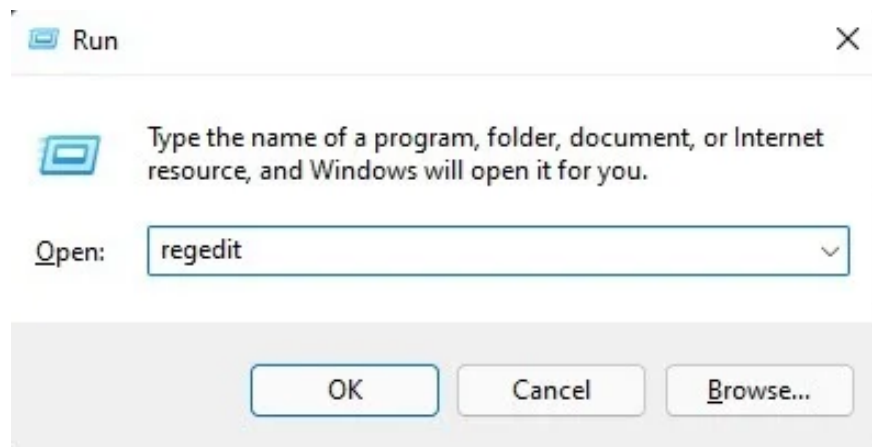 Run
Type the name of a program, folder, document, or Internet
resource, and Windows will open it for you.
Open: regedit
OK Cancel Browse...